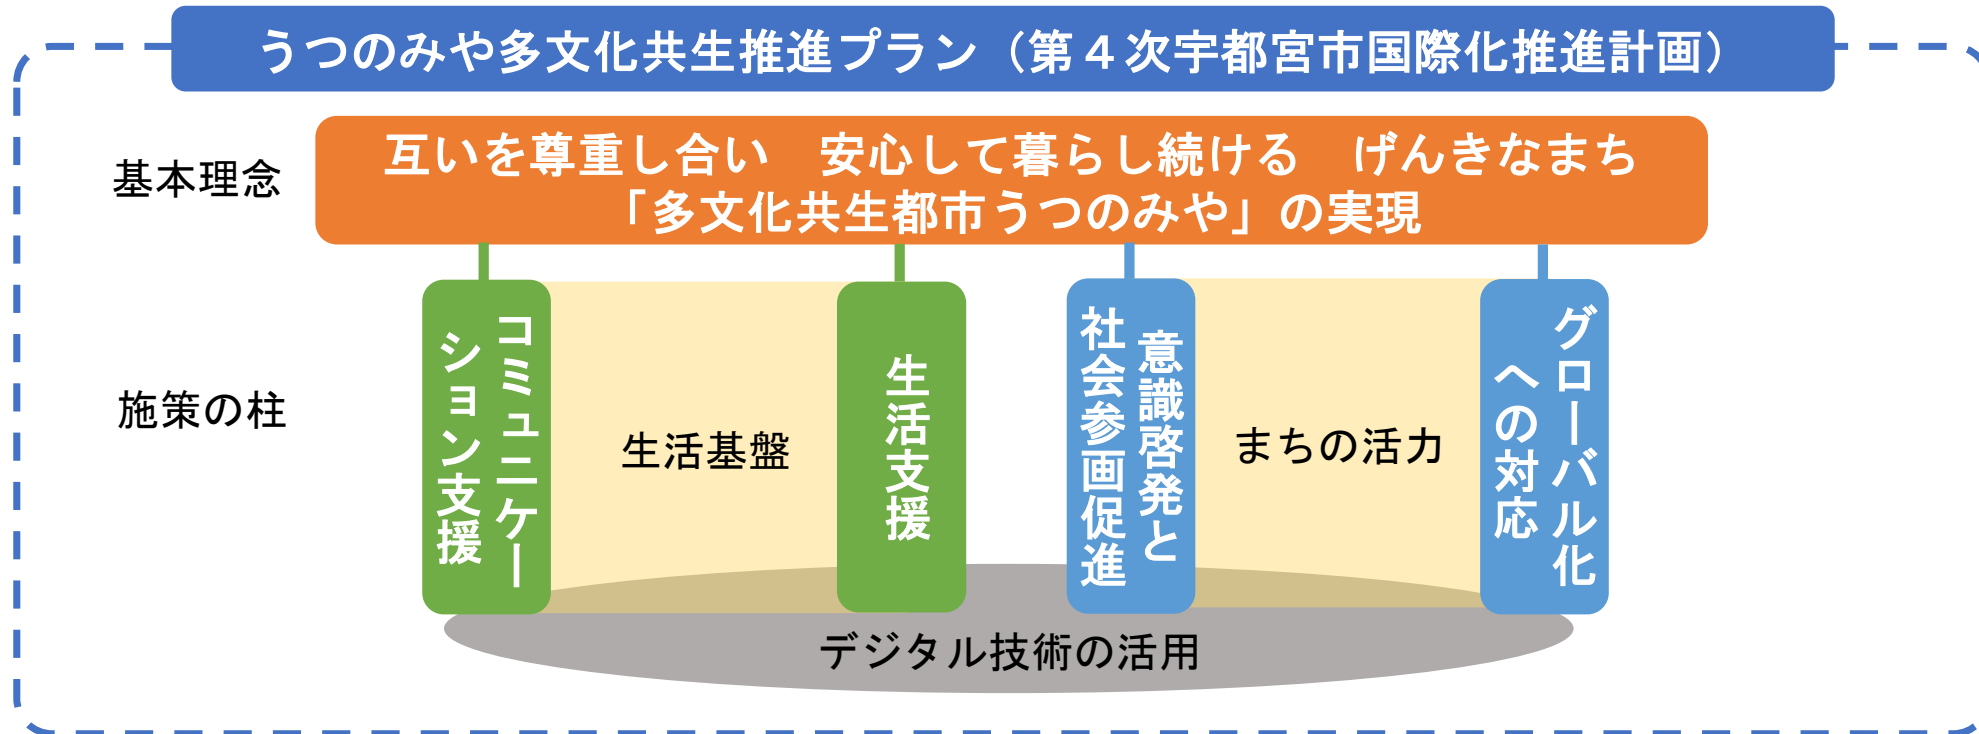 うつのみや多文化共生推進プラン（第４次宇都宮市国際化推進計画）
基本理念
互いを尊重し合い　安心して暮らし続ける　げんきなまち
「多文化共生都市うつのみや」の実現
施策の柱
コミュニケー
ション支援
生活基盤
生活支援
意識啓発と
社会参画促進
まちの活力
グローバル化
への対応
デジタル技術の活用